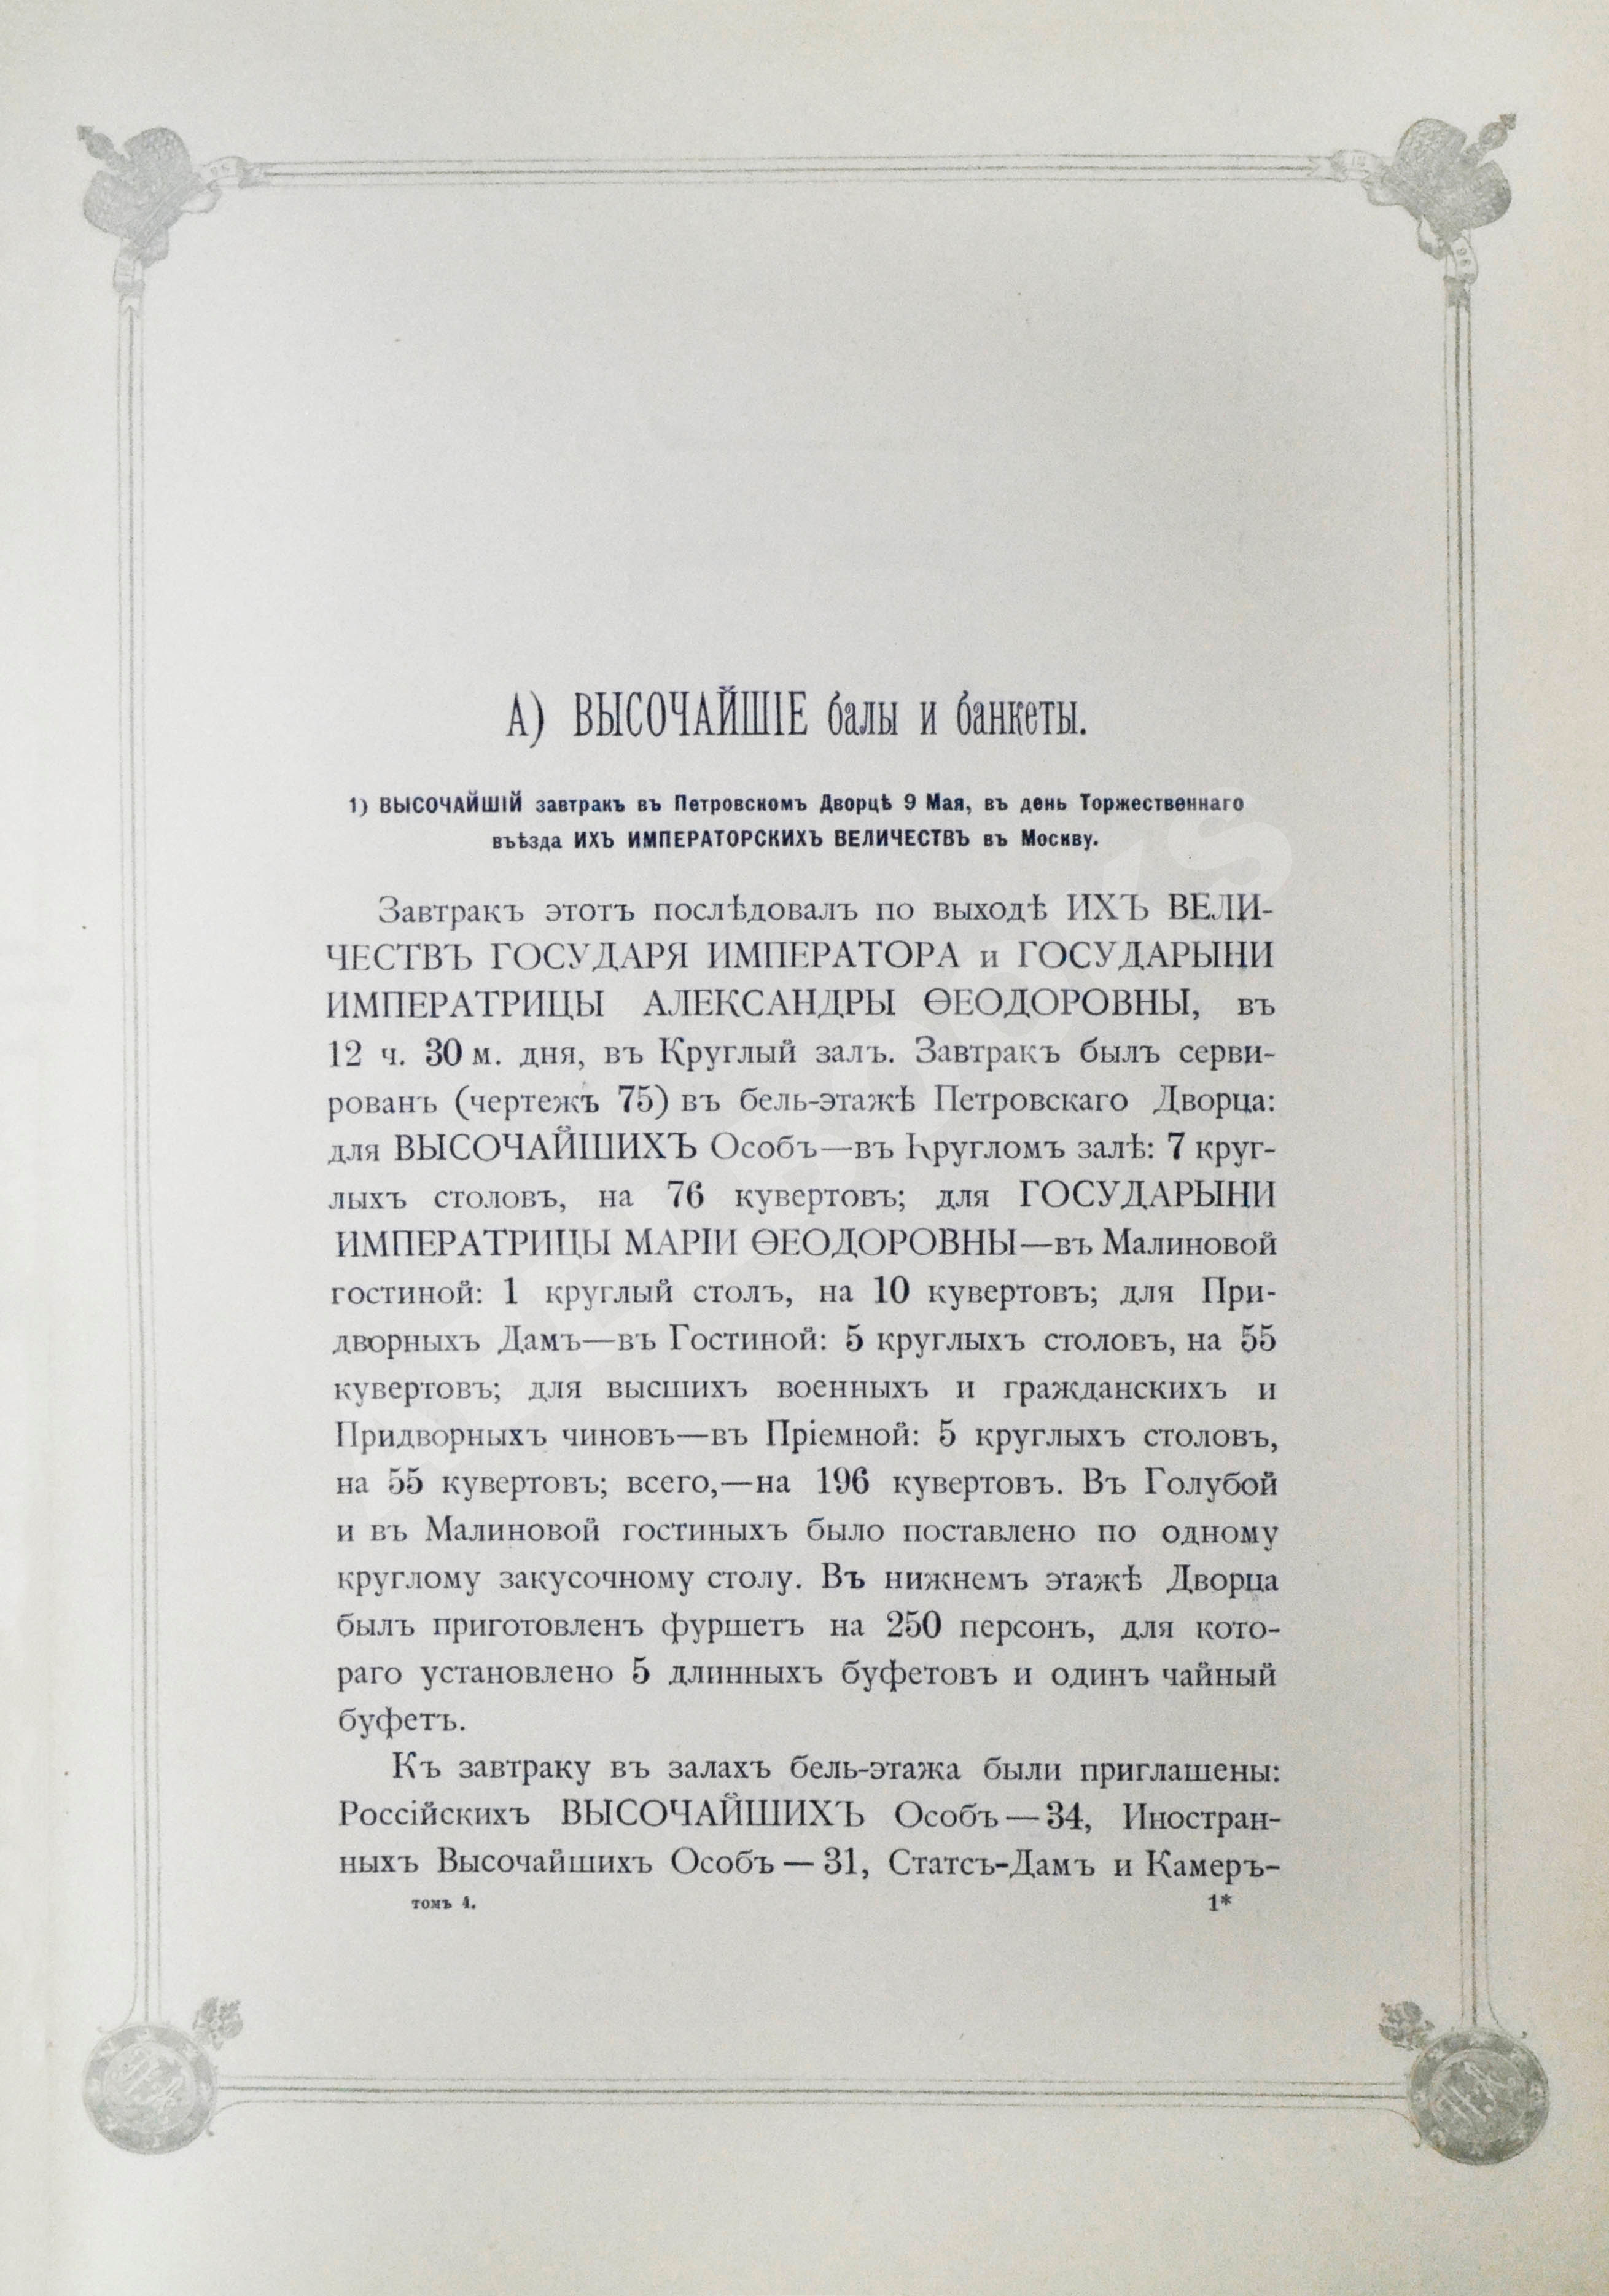 А) ВЫСОЧАЙШІЕ балы и банкеты.
1) ВЫСОЧАЙШІЙ завтракъ въ Петровскомъ Дворцѣ 9 Мая, въ день Торжественнаго
въѣзда ИХЪ ИМПЕРАТОРСКИХЪ ВЕЛИЧЕСТВЪ въ Москву.
Завтракъ этотъ послѣдовалъ по выходѣ ИХЪ ВЕЛИ-
ЧЕСТВЪ ГОСУДАРЯ ИМПЕРАТОРА и ГОСУДАРЫНИ
ИМПЕРАТРИЦЫ АЛЕКСАНДРЫ ѲЕОДОРОВНЫ, въ
12 ч. 30 м. дня, въ Круглый залъ. Завтракъ былъ серви-
рованъ (чертежъ 75) въ бель-этажѣ Петровскаго Дворца:
для ВЫСОЧАЙШИХЪ Особъ—въ Кругломъ залѣ: 7 круг-
лыхъ столовъ, на 76 кувертовъ; для ГОСУДАРЫНИ
ИМПЕРАТРИЦЫ МАРІИ ѲЕОДОРОВНЫ—въ Малиновой
гостиной: 1 круглый столъ, на 10 кувертовъ; для При-
дворныхъ Дамъ—въ Гостиной: 5 круглыхъ столовъ, на 55
кувертовъ; для высшихъ военныхъ и гражданскихъ и
Придворныхъ чиновъ—въ Пріемной: 5 круглыхъ столовъ,
на 55 кувертовъ; всего,—на 196 кувертовъ. Въ Голубой
и въ Малиновой гостиныхъ было поставлено по одному
круглому закусочному столу. Въ нижнемъ этажѣ Дворца
былъ приготовленъ фуршетъ на 250 персонъ, для кото-
раго установлено 5 длинныхъ буфетовъ и одинъ чайный
буфетъ.
Къ завтраку въ залахъ бель-этажа были приглашены:
Россійскихъ ВЫСОЧАЙШИХЪ Особъ — 34, Иностран-
ныхъ Высочайшихъ Особъ — 31, Статсъ-Дамъ и Камеръ-
томъ 4. 1*